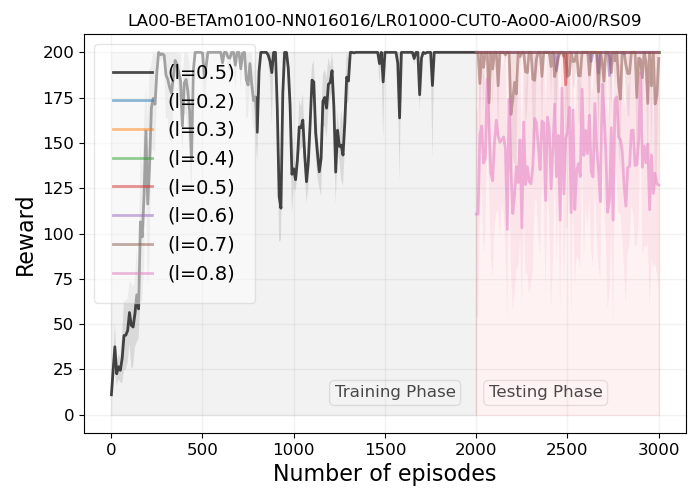 LA00-BETAm0100-NN016016/LR01000-CUT0-Ao00-Ai00/RS09
Reward
200
175
150
125
100
75
50
25
0
(l=0.5)
(l=0.2)
(l=0.3)
(l=0.4)
(l=0.5)
(l=0.6)
(l=0.7)
(l=0.8)
Training Phase
Testing Phase
0
500
1000
1500
2000
2500
3000
Number of episodes